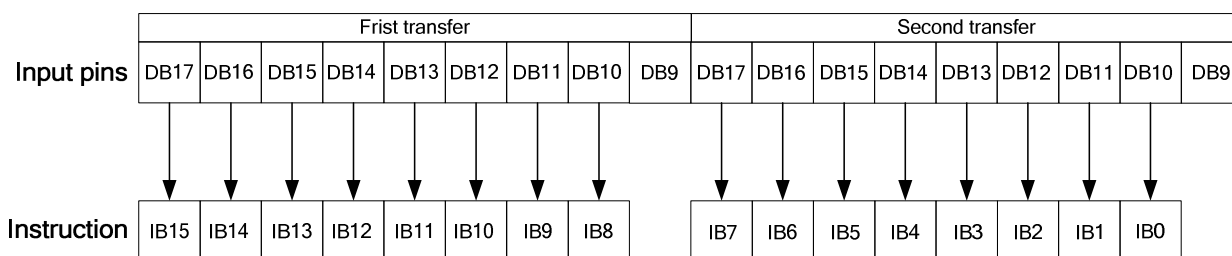 Frist transfer Second transfer
Input pins DB17 DB16 DB15 DB14 DB13 DB12 DB11 DB10 DB9 DB17 DB16 DB15 DB14 DB13 DB12 DB11 DB10 DB9
Instruction IB15 IB14 IB13 IB12 IB11 IB10 IB9 IB8 IB7 IB6 IB5 IB4 IB3 IB2 IB1 IB0